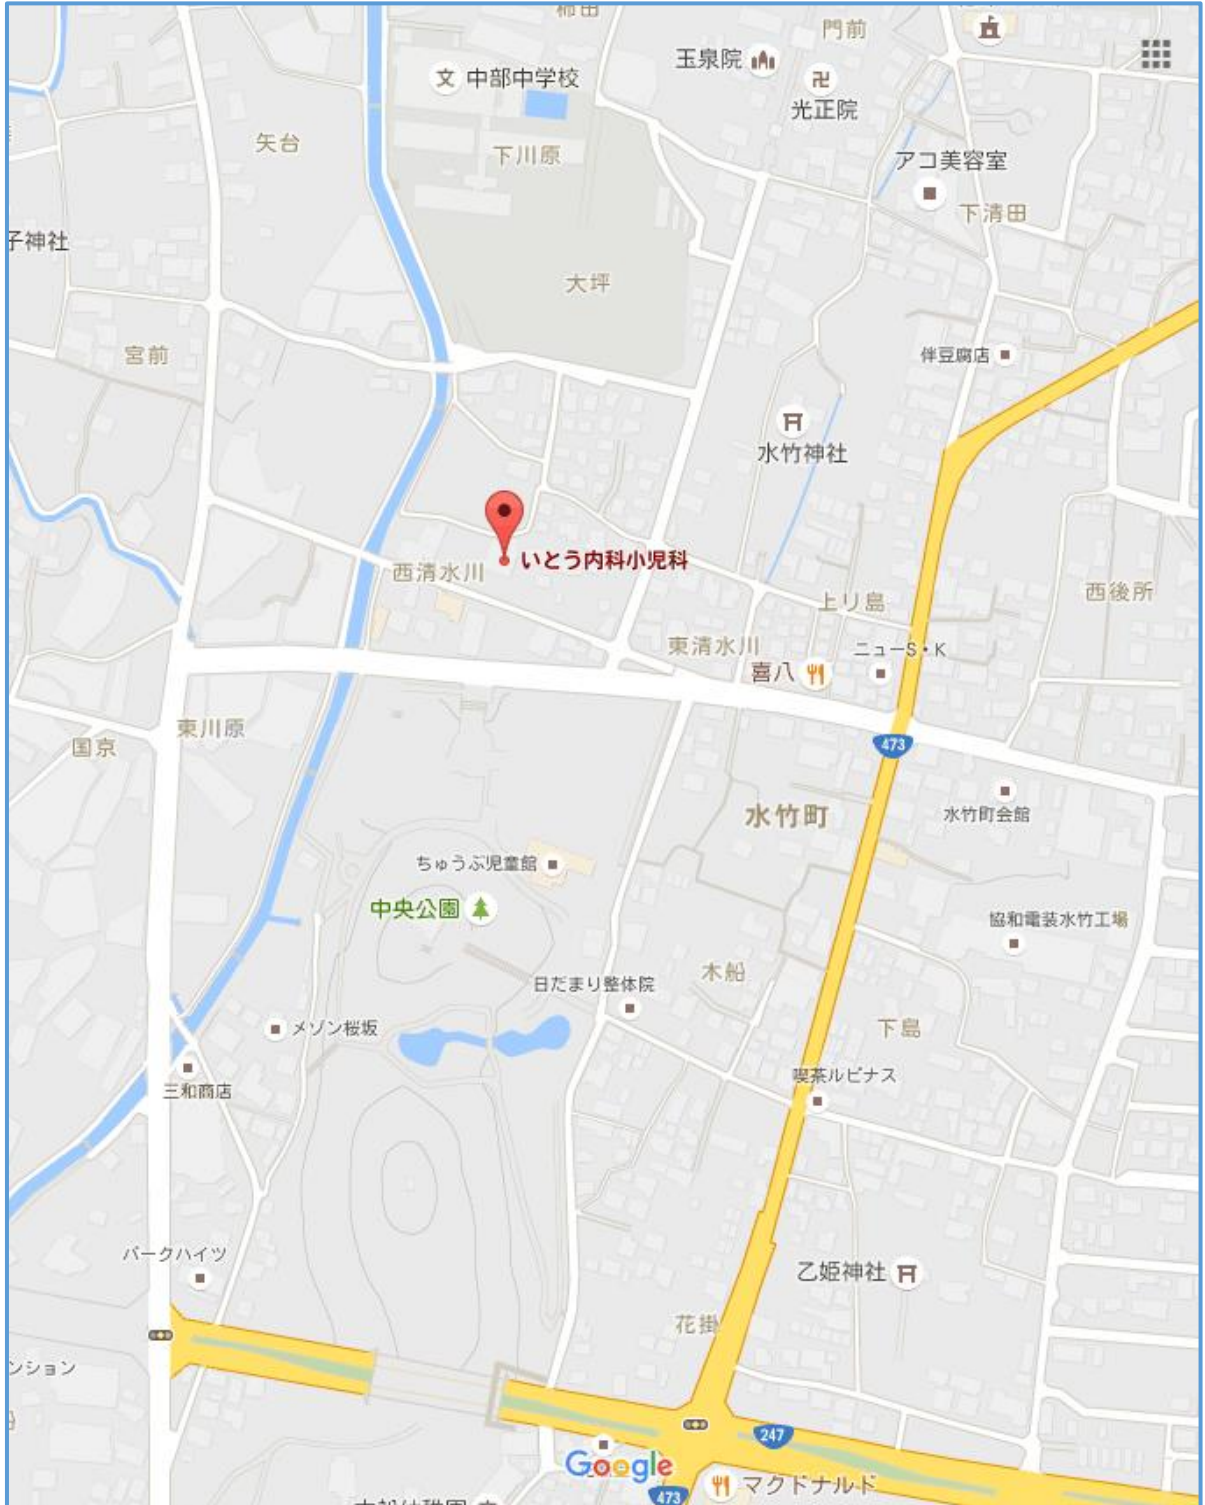 柿田
門前
玉泉院
文 中部中学校
光正院
矢台
下川原
アコ美容室
下清田
子神社
大坪
宮前
伴豆腐店
水竹神社
いとう内科小児科
西清水川
西後所
上リ島
東清水川
ニューS・K
喜八
東川原
国京
473
水竹町
水竹町会館
ちゅうぶ児童館
中央公園
協和電装水竹工場
木船
日だまり整体院
メゾン桜坂
下島
喫茶ルピナス
三和商店
パークハイツ
乙姫神社
花掛
ンション
247
Google
マクドナルド
473